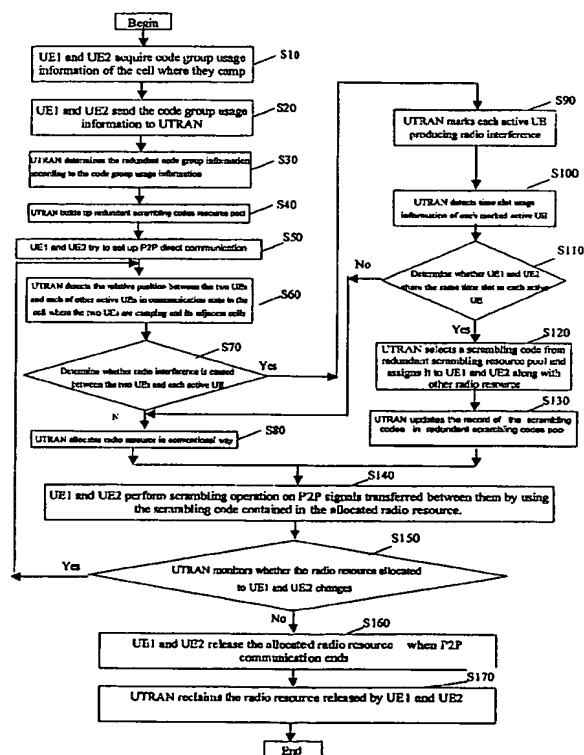 Begin
S10
UE1 and UE2 acquire code group usage
information of the cell where they camp
S20
UE1 and UE2 send the code group usage
information to UTRAN
S30
UTRAN determines the redundant code group information
according to the code group usage information
S40
UTRAN builds up redundant scrambling codes resource pool
S50
UE1 and UE2 try to set up P2P direct communication
S60
UTRAN detects the relative position between the two UEs
and each of other active UEs in communication state in the
cell where the two UEs are camping and its adjacent cells
S70
Determine whether radio interference is caused
between the two UEs and each active UE
Yes
N
S80
UTRAN allocates radio resource in conventional way
S90
UTRAN marks each active UE
producing radio interference
S100
UTRAN detects time slot usage
information of each marked active UE
S110
No
Determine whether UE1 and UE2
share the same time slot as each active
UE
Yes
S120
UTRAN selects a scrambling code from
redundant scrambling resource pool and
assigns it to UE1 and UE2 along with
other radio resource
S130
UTRAN updates the record of the scrambling
codes in redundant scrambling codes pool
S140
UE1 and UE2 perform scrambling operation on P2P signals transferred between them by using
the scrambling code contained in the allocated radio resource.
S150
Yes
UTRAN monitors whether the radio resource allocated
to UE1 and UE2 changes
No
S160
UE1 and UE2 release the allocated radio resource when P2P
communication ends
S170
UTRAN reclaims the radio resource released by UE1 and UE2
End